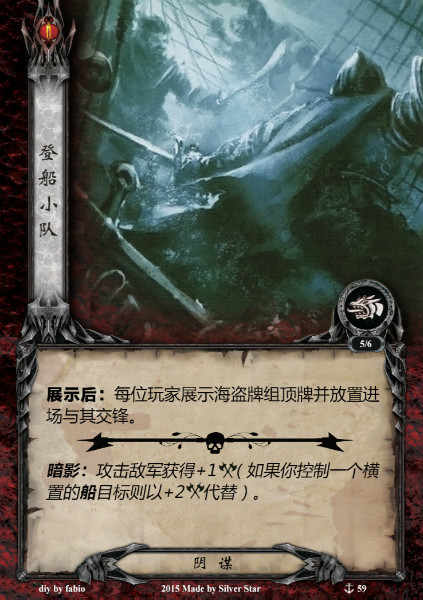 登船小队
5/6
展示后：每位玩家展示海盗牌组顶牌并放置进
场与其交锋。
暗影：攻击敌军获得+1（如果你控制一个横
置的船目标则以+2代替）。
阴谋
diy by fabio
2015 Made by Silver Star
59